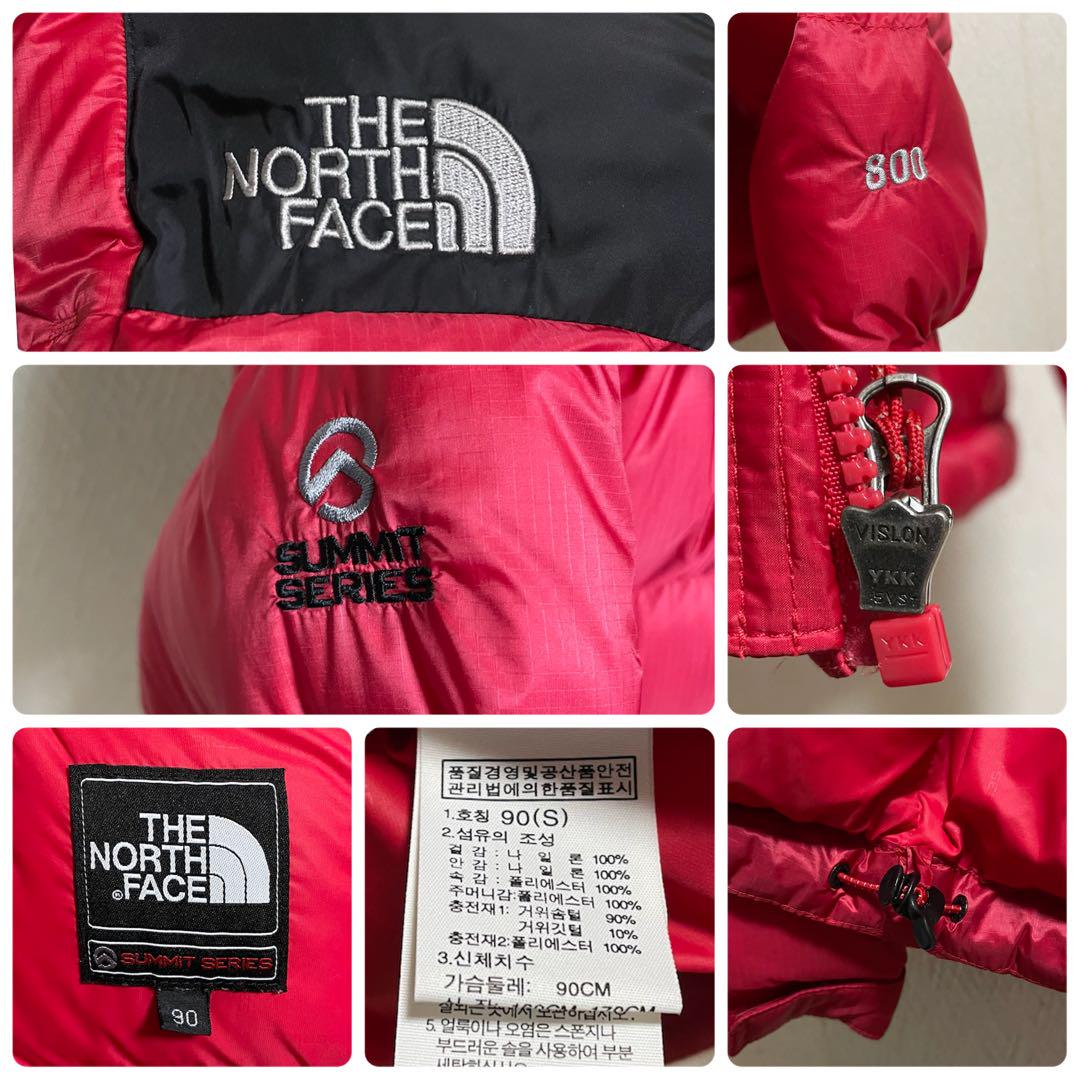 THE
NORTH
FACE
800
SUMMIT
SERIES
VISLON
YKK
YKK
THE
NORTH
FACE®
SUMMIT SERIES
90
품질경영및공산품안전
관리법에의한품질표시
1.호칭 90(S)
2.섬유의 조성
겉 감 : 나 일 론 100%
안 감 : 나 일 론 100%
속 감 : 폴리에스터 100%
주머니감:폴리에스터 100%
충전재1: 거위솜털 90%
거위깃털 10%
충전재2:폴리에스터 100%
3.신체치수
가슴둘레: 90CM
5. 얼룩이나 오염은 스폰지나
부드러운 솔을 사용하여 부분